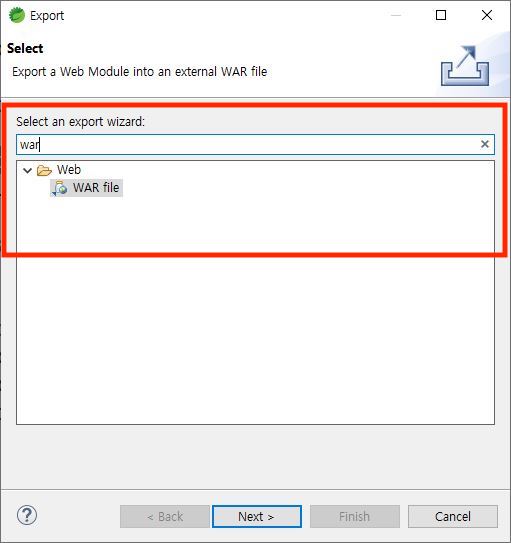 Export
Select
Export a Web Module into an external WAR file
Select an export wizard:
war
Web
WAR file
< Back
Next >
Finish
Cancel